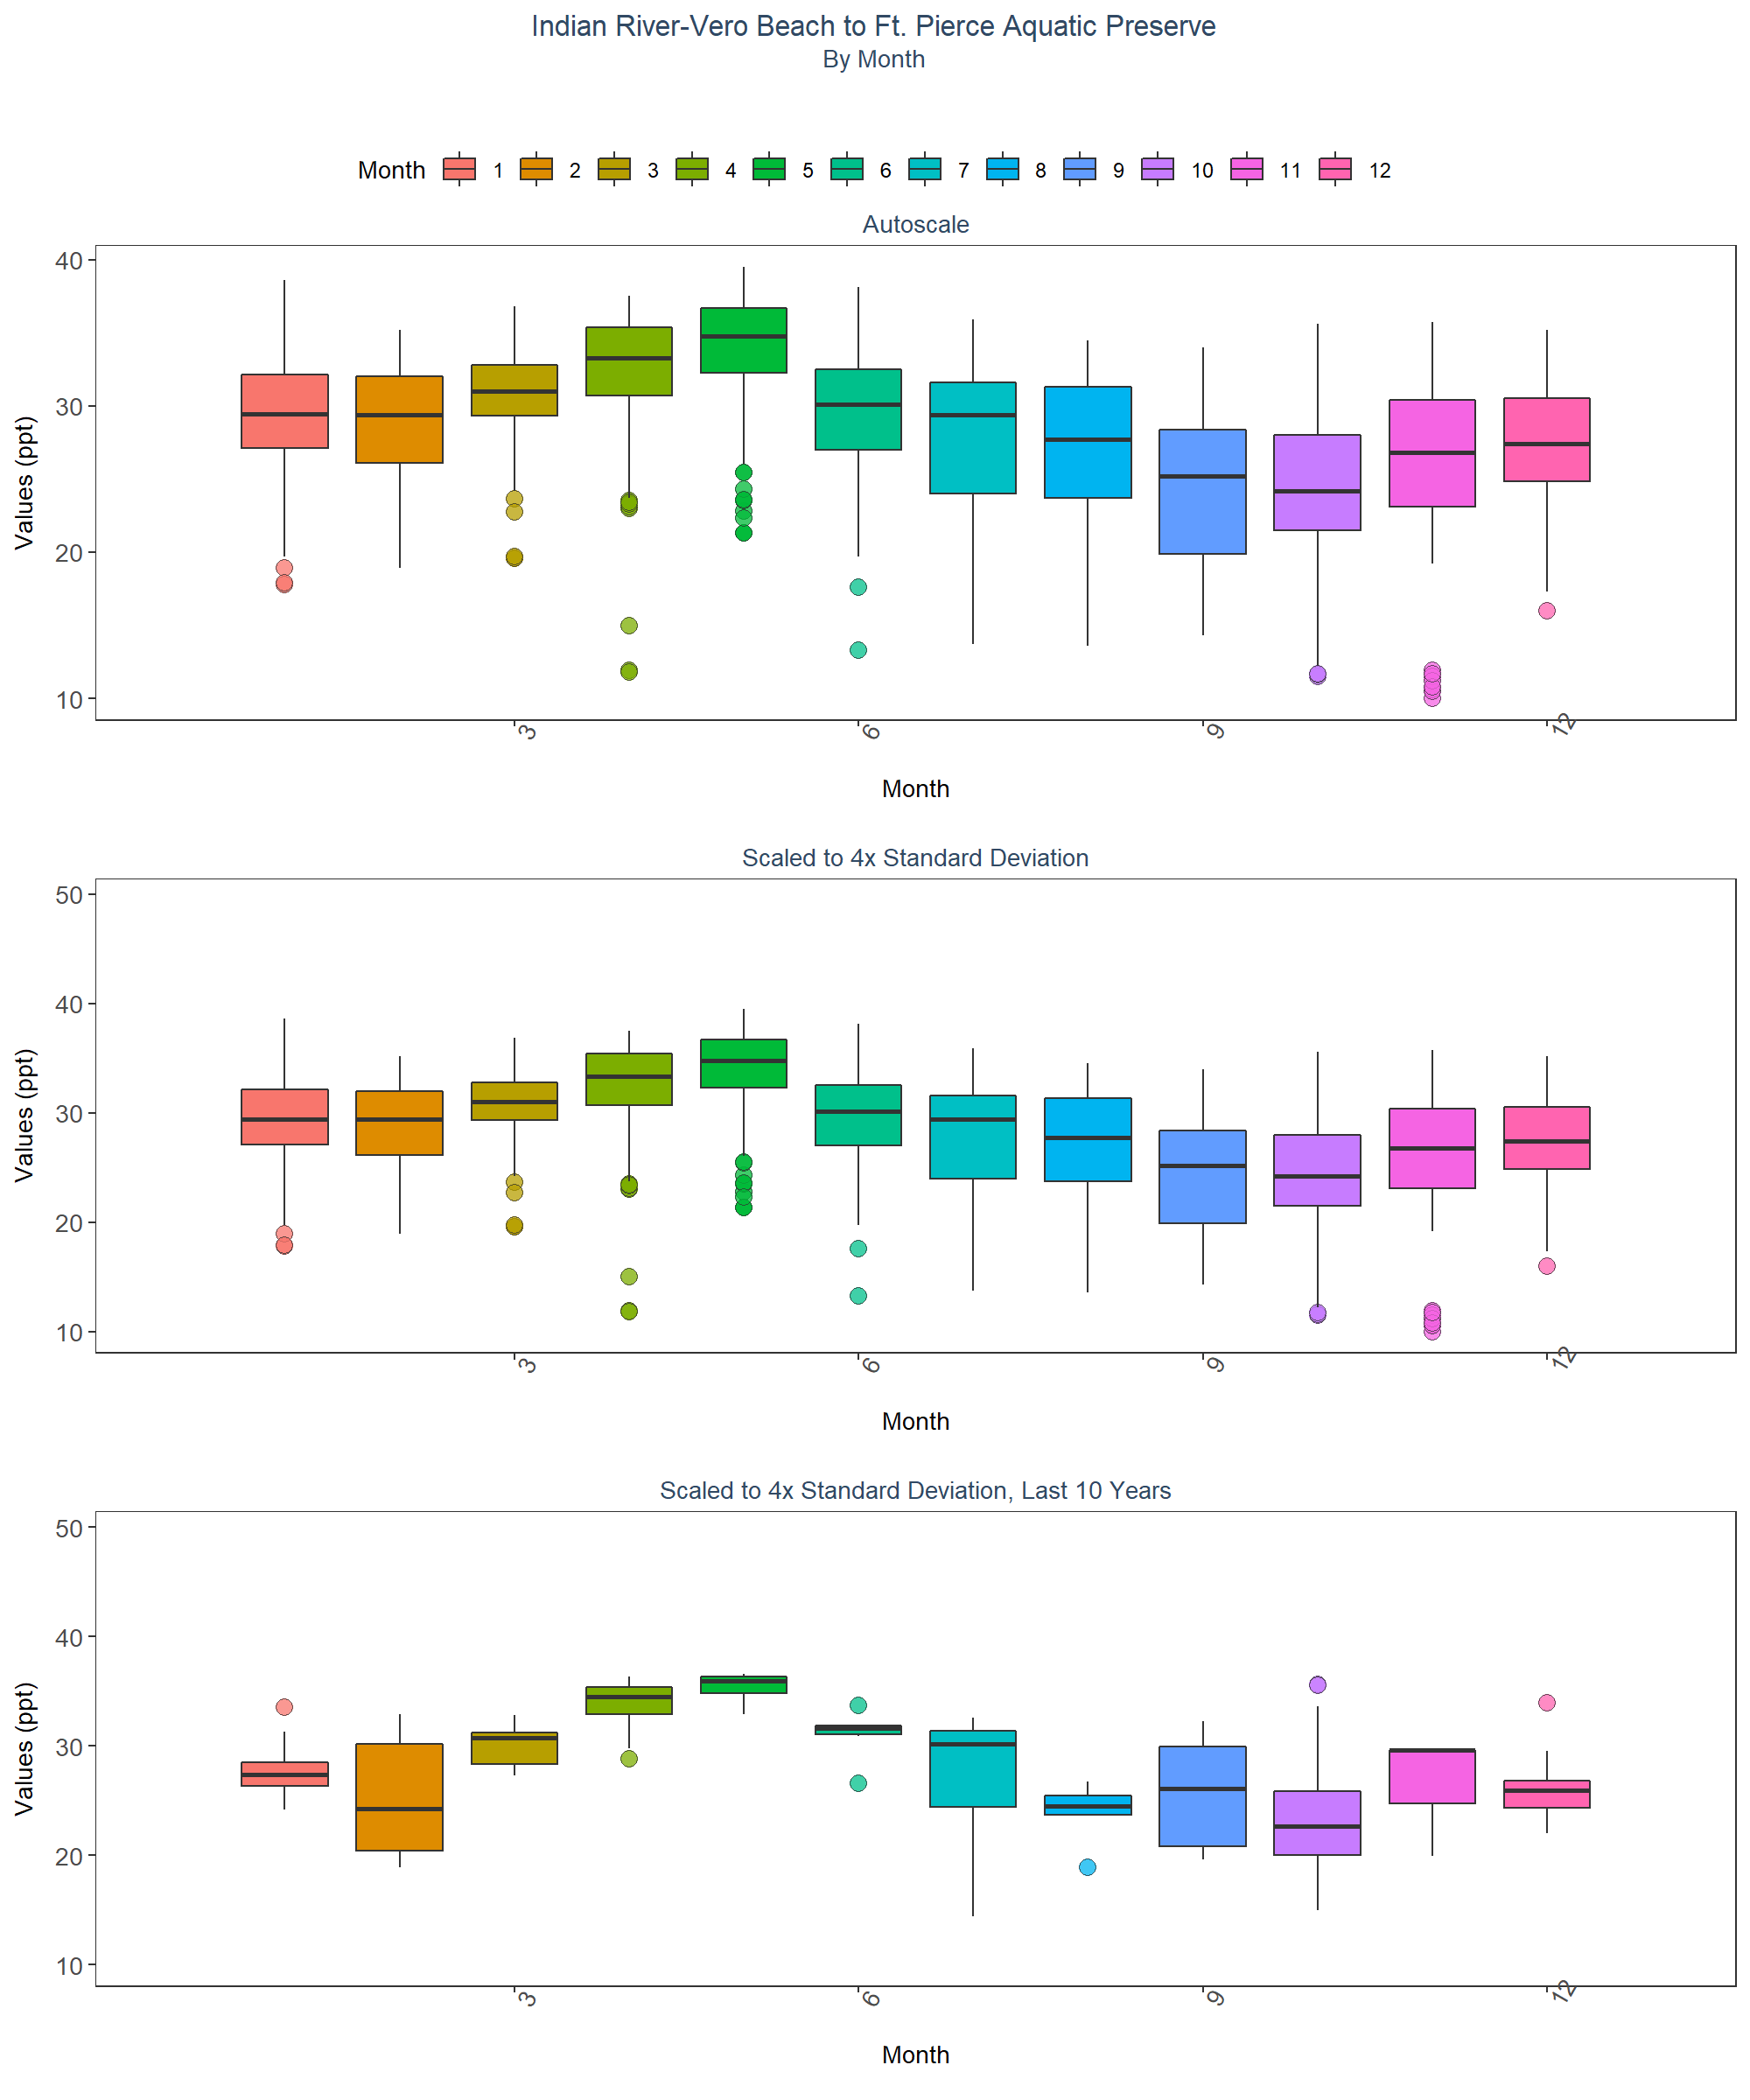 Indian River-Vero Beach to Ft. Pierce Aquatic Preserve
By Month
Month 1 2 3 4 5 6 7 8 9 10 11 12
Autoscale
Values (ppt)
40
30
20
10
3 6 9 12
Month
Scaled to 4x Standard Deviation
Values (ppt)
50
40
30
20
10
3 6 9 12
Month
Scaled to 4x Standard Deviation, Last 10 Years
Values (ppt)
50
40
30
20
10
3 6 9 12
Month